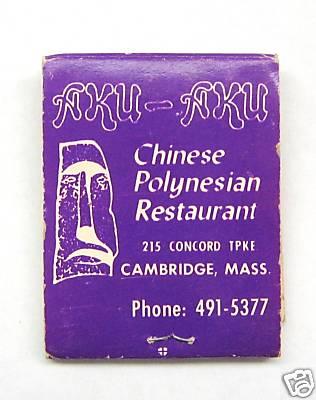 AKU-AKU
Chinese
Polynesian
Restaurant
215 CONCORD TPKE
CAMBRIDGE, MASS.
Phone: 491-5377